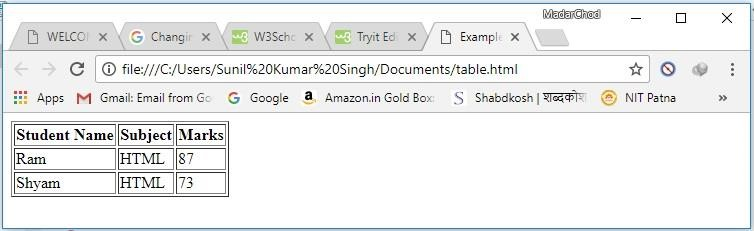 MadarChod
WELCOM Changin W3Scho Tryit Edi Example
file:///C:/Users/Sunil%20Kumar%20Singh/Documents/table.html
Apps Gmail: Email from Go Google Amazon.in Gold Box: Shabdkosh | शब्दकोश NIT Patna »
Student Name Subject Marks
Ram HTML 87
Shyam HTML 73